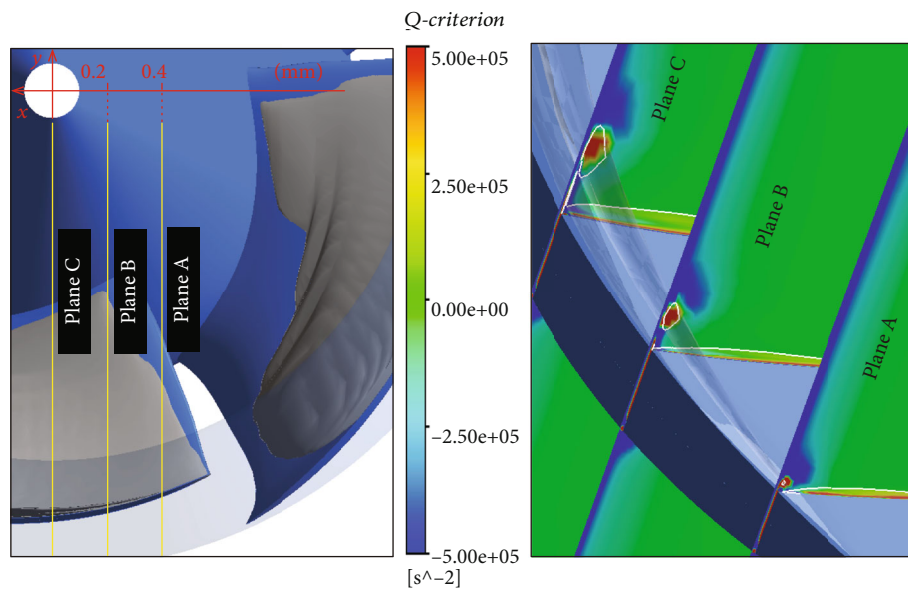 Q-criterion
5.00e+05
2.50e+05
0.00e+00
−2.50e+05
−5.00e+05
[s^−2]
y
0.2
0.4
(mm)
x
Plane C
Plane B
Plane A
Plane C
Plane B
Plane A